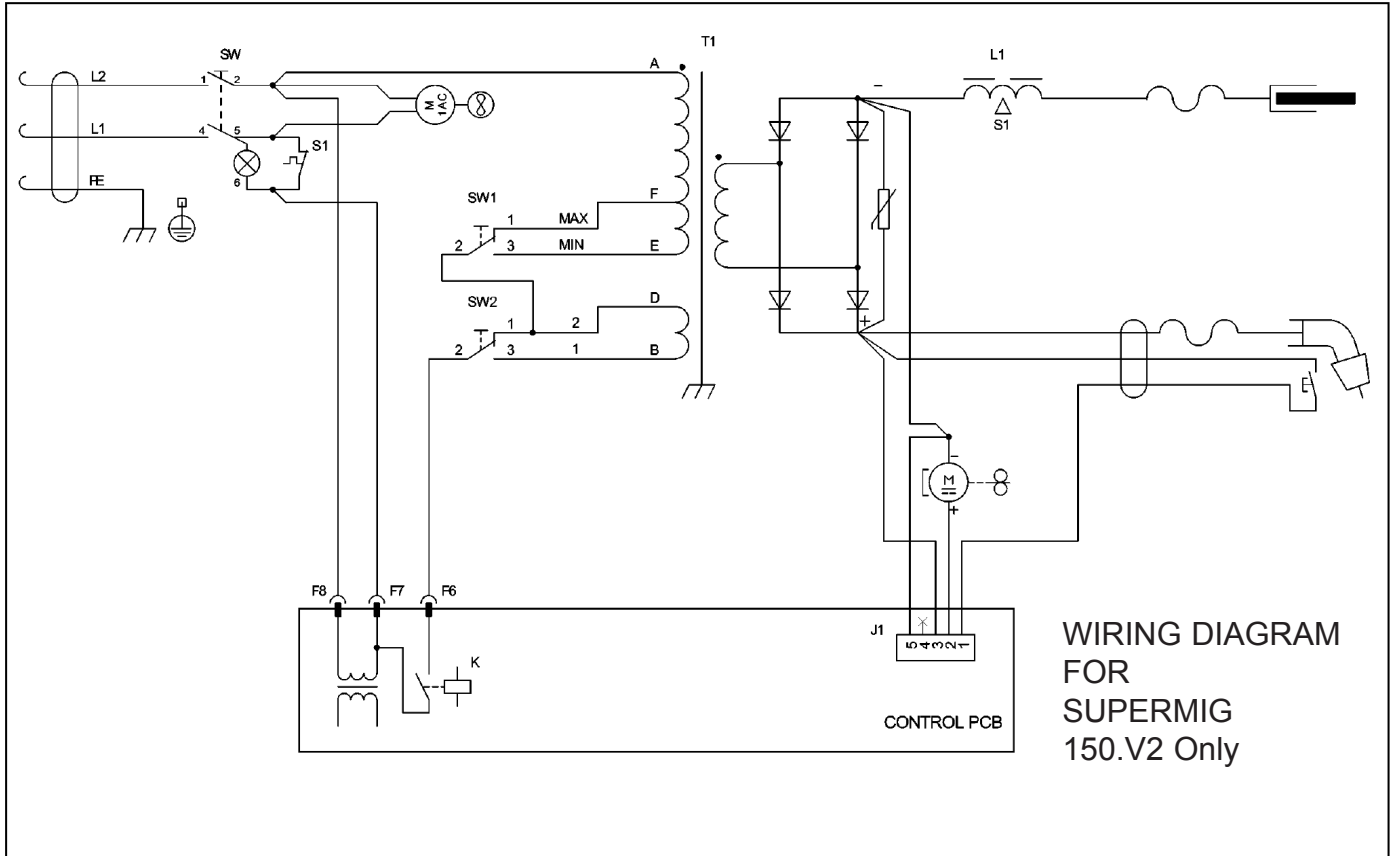 SW
T1
L1
A
L2
1 2
M
1AC
S1
L1
4 5
S1
6
PE
F
SW1
1 MAX
2 3 MIN E
D
SW2
1 2
2 3 1 B
−
+
−
M
+
F8 F7 F6
J1
5 4 3 2 1
K
CONTROL PCB
WIRING DIAGRAM
FOR
SUPERMIG
150.V2 Only